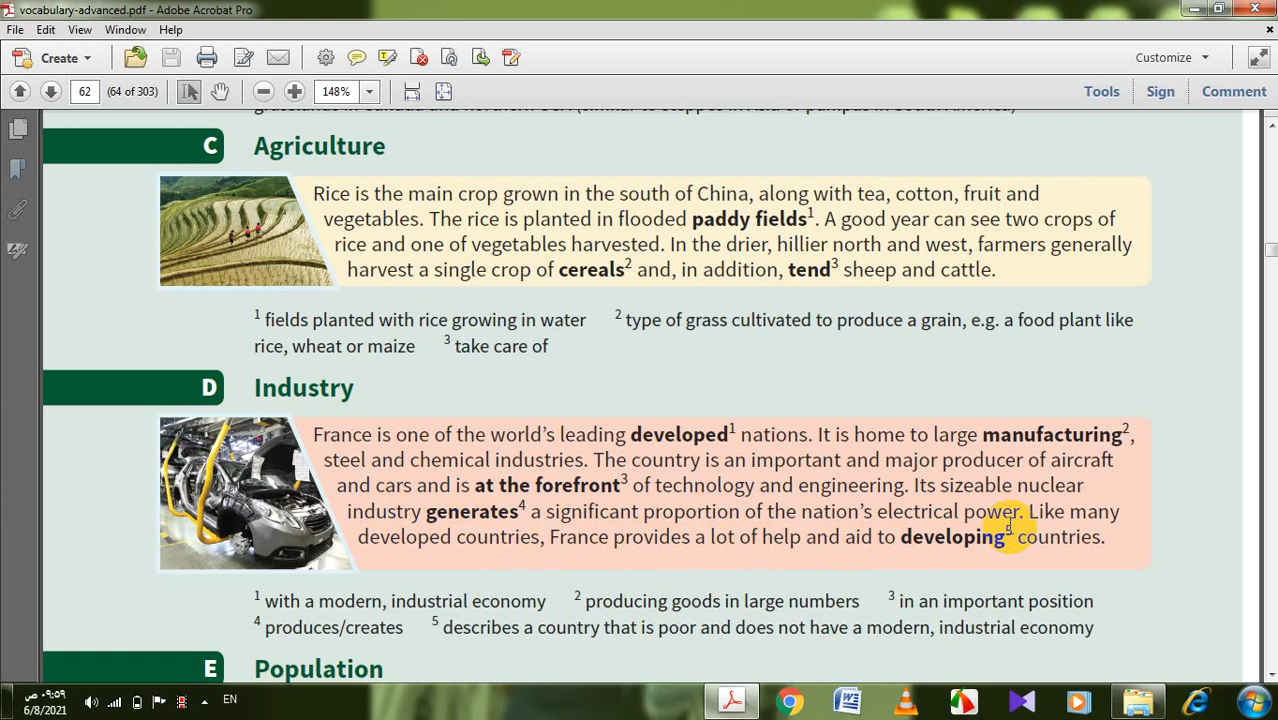 vocabulary-advanced.pdf - Adobe Acrobat Pro
File Edit View Window Help
Create
Customize
62 (64 of 303) 148% Tools Sign Comment
C Agriculture
Rice is the main crop grown in the south of China, along with tea, cotton, fruit and
vegetables. The rice is planted in flooded paddy fields1. A good year can see two crops of
rice and one of vegetables harvested. In the drier, hillier north and west, farmers generally
harvest a single crop of cereals2 and, in addition, tend3 sheep and cattle.
1 fields planted with rice growing in water 2 type of grass cultivated to produce a grain, e.g. a food plant like
rice, wheat or maize 3 take care of
D Industry
France is one of the world's leading developed1 nations. It is home to large manufacturing2,
steel and chemical industries. The country is an important and major producer of aircraft
and cars and is at the forefront3 of technology and engineering. Its sizeable nuclear
industry generates4 a significant proportion of the nation's electrical power. Like many
developed countries, France provides a lot of help and aid to developing5 countries.
1 with a modern, industrial economy 2 producing goods in large numbers 3 in an important position
4 produces/creates 5 describes a country that is poor and does not have a modern, industrial economy
E Population
ص ٠٩:٥٩
6/8/2021
EN